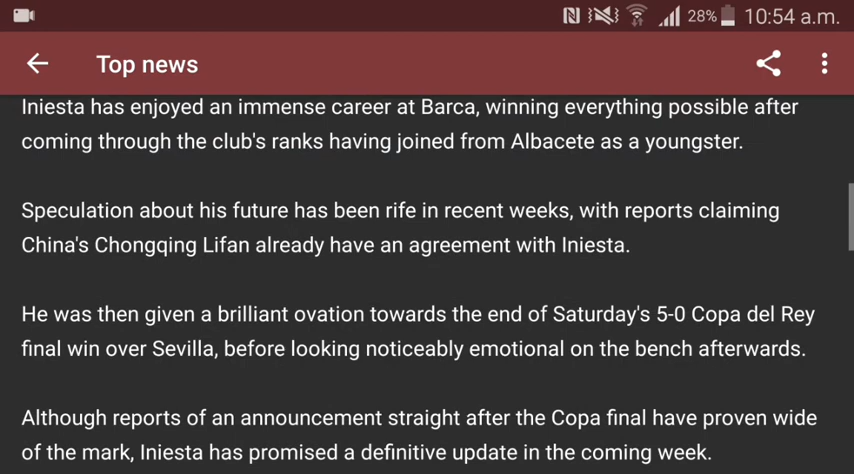 28% 10:54 a.m.
Top news
Iniesta has enjoyed an immense career at Barca, winning everything possible after
coming through the club's ranks having joined from Albacete as a youngster.
Speculation about his future has been rife in recent weeks, with reports claiming
China's Chongqing Lifan already have an agreement with Iniesta.
He was then given a brilliant ovation towards the end of Saturday's 5-0 Copa del Rey
final win over Sevilla, before looking noticeably emotional on the bench afterwards.
Although reports of an announcement straight after the Copa final have proven wide
of the mark, Iniesta has promised a definitive update in the coming week.